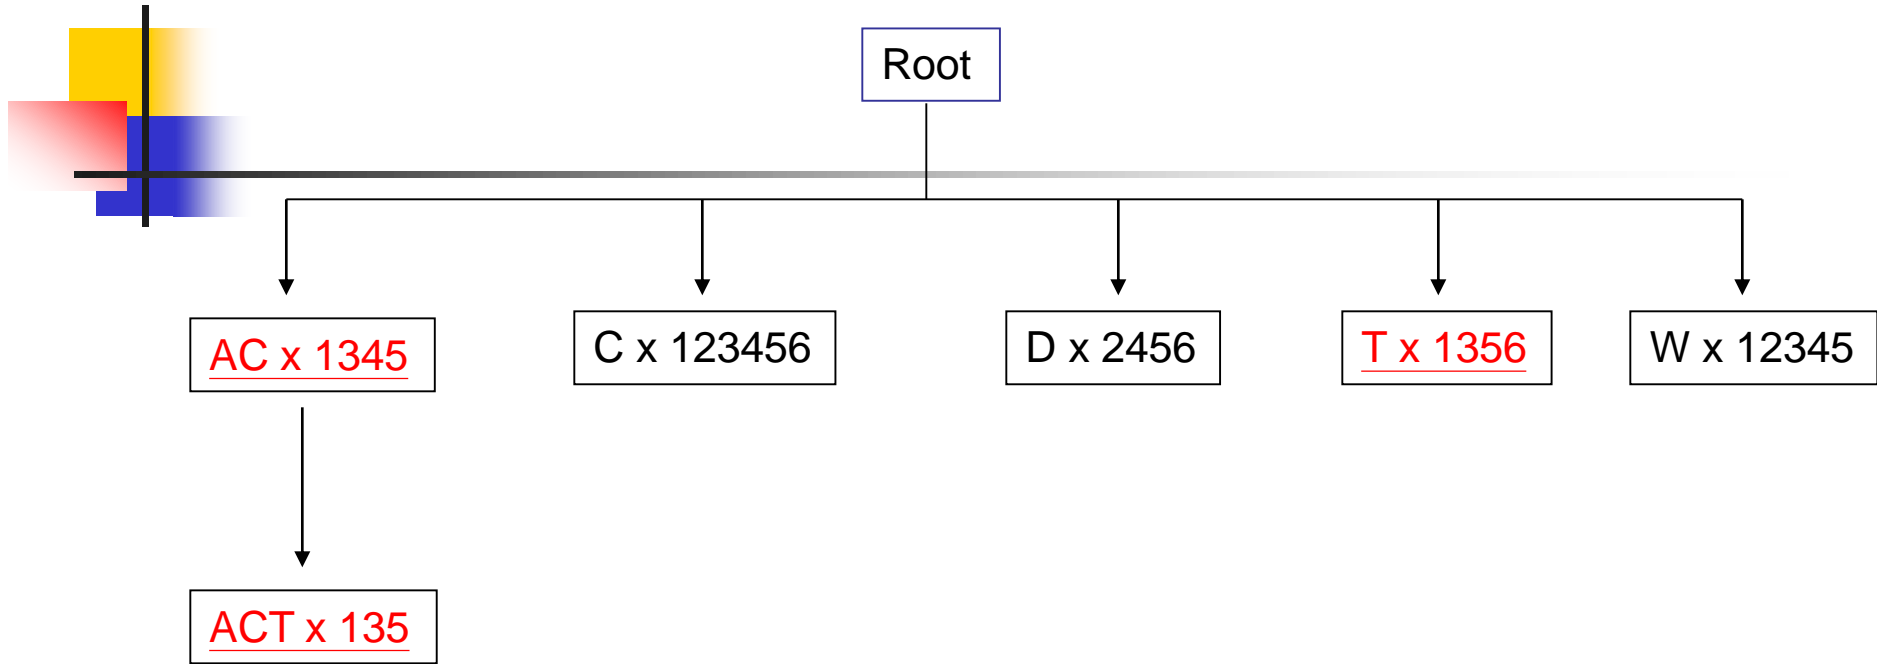 Root
AC x 1345
C x 123456
D x 2456
T x 1356
W x 12345
ACT x 135